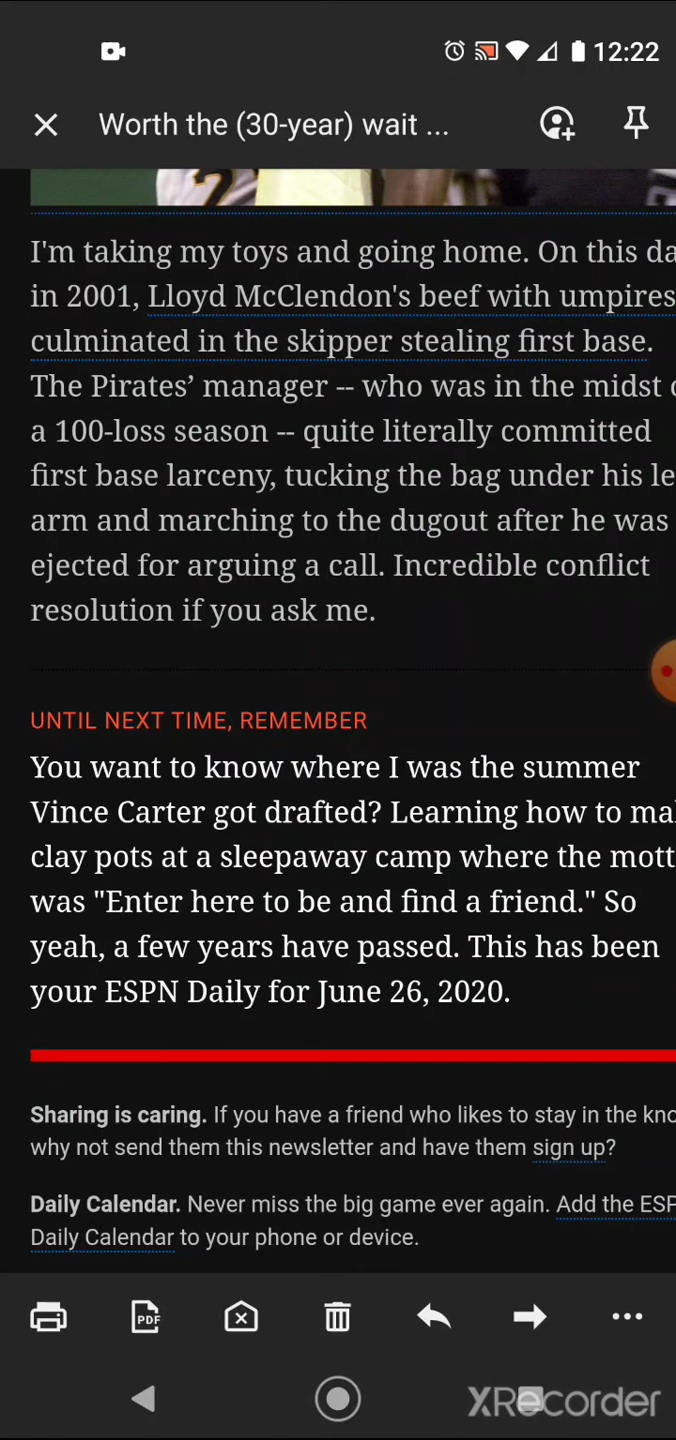 12:22
Worth the (30-year) wait ...
I'm taking my toys and going home. On this da
in 2001, Lloyd McClendon's beef with umpires
culminated in the skipper stealing first base.
The Pirates’ manager -- who was in the midst
a 100-loss season -- quite literally committed
first base larceny, tucking the bag under his le
arm and marching to the dugout after he was
ejected for arguing a call. Incredible conflict
resolution if you ask me.
UNTIL NEXT TIME, REMEMBER
You want to know where I was the summer
Vince Carter got drafted? Learning how to ma
clay pots at a sleepaway camp where the mott
was "Enter here to be and find a friend." So
yeah, a few years have passed. This has been
your ESPN Daily for June 26, 2020.
Sharing is caring. If you have a friend who likes to stay in the kno
why not send them this newsletter and have them sign up?
Daily Calendar. Never miss the big game ever again. Add the ESP
Daily Calendar to your phone or device.
PDF
XRecorder